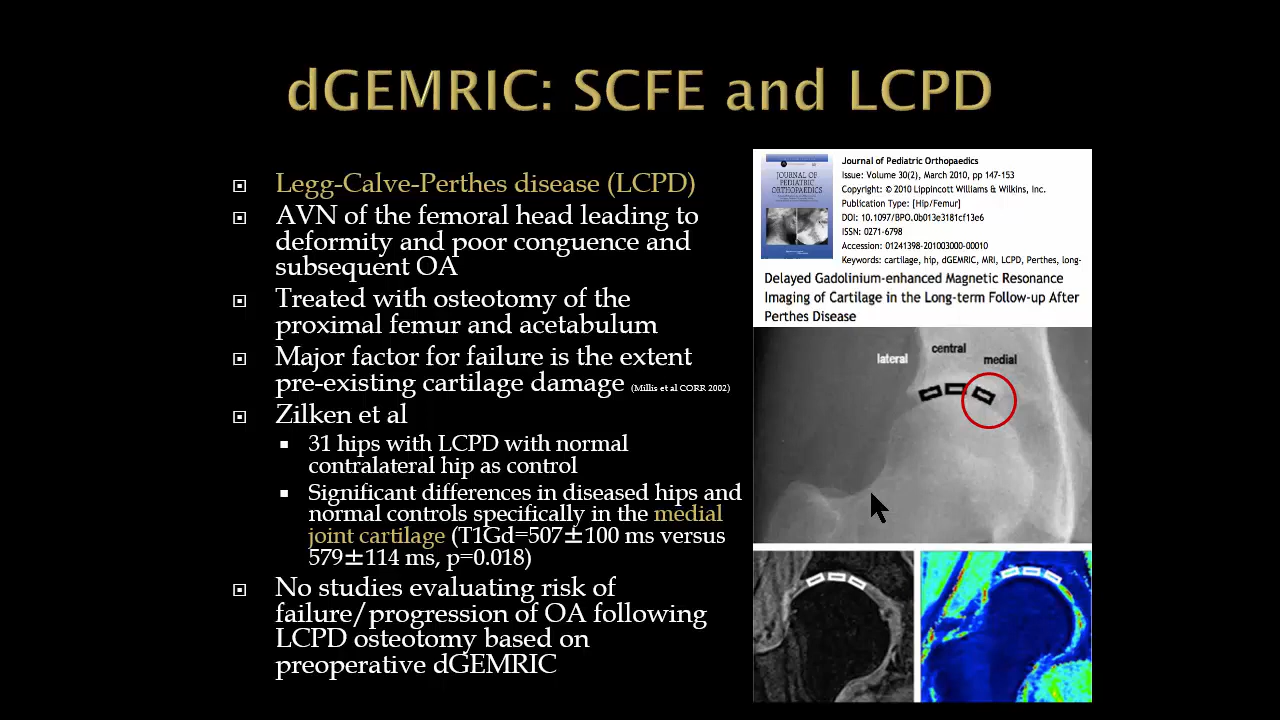 dGEMRIC: SCFE and LCPD
Legg-Calve-Perthes disease (LCPD)
AVN of the femoral head leading to
deformity and poor conguence and
subsequent OA
Treated with osteotomy of the
proximal femur and acetabulum
Major factor for failure is the extent
pre-existing cartilage damage (Millis et al CORR 2002)
Zilken et al
31 hips with LCPD with normal
contralateral hip as control
Significant differences in diseased hips and
normal controls specifically in the medial
joint cartilage (T1Gd=507±100 ms versus
579±114 ms, p=0.018)
No studies evaluating risk of
failure/progression of OA following
LCPD osteotomy based on
preoperative dGEMRIC
JOURNAL OF
PEDIATRIC
ORTHOPAEDICS
Journal of Pediatric Orthopaedics
Issue: Volume 30(2), March 2010, pp 147-153
Copyright: © 2010 Lippincott Williams & Wilkins, Inc.
Publication Type: [Hip/Femur]
DOI: 10.1097/BPO.0b013e3181cf13e6
ISSN: 0271-6798
Accession: 01241398-201003000-00010
Keywords: cartilage, hip, dGEMRIC, MRI, LCPD, Perthes, long-
Delayed Gadolinium-enhanced Magnetic Resonance
Imaging of Cartilage in the Long-term Follow-up After
Perthes Disease
lateral
central
medial